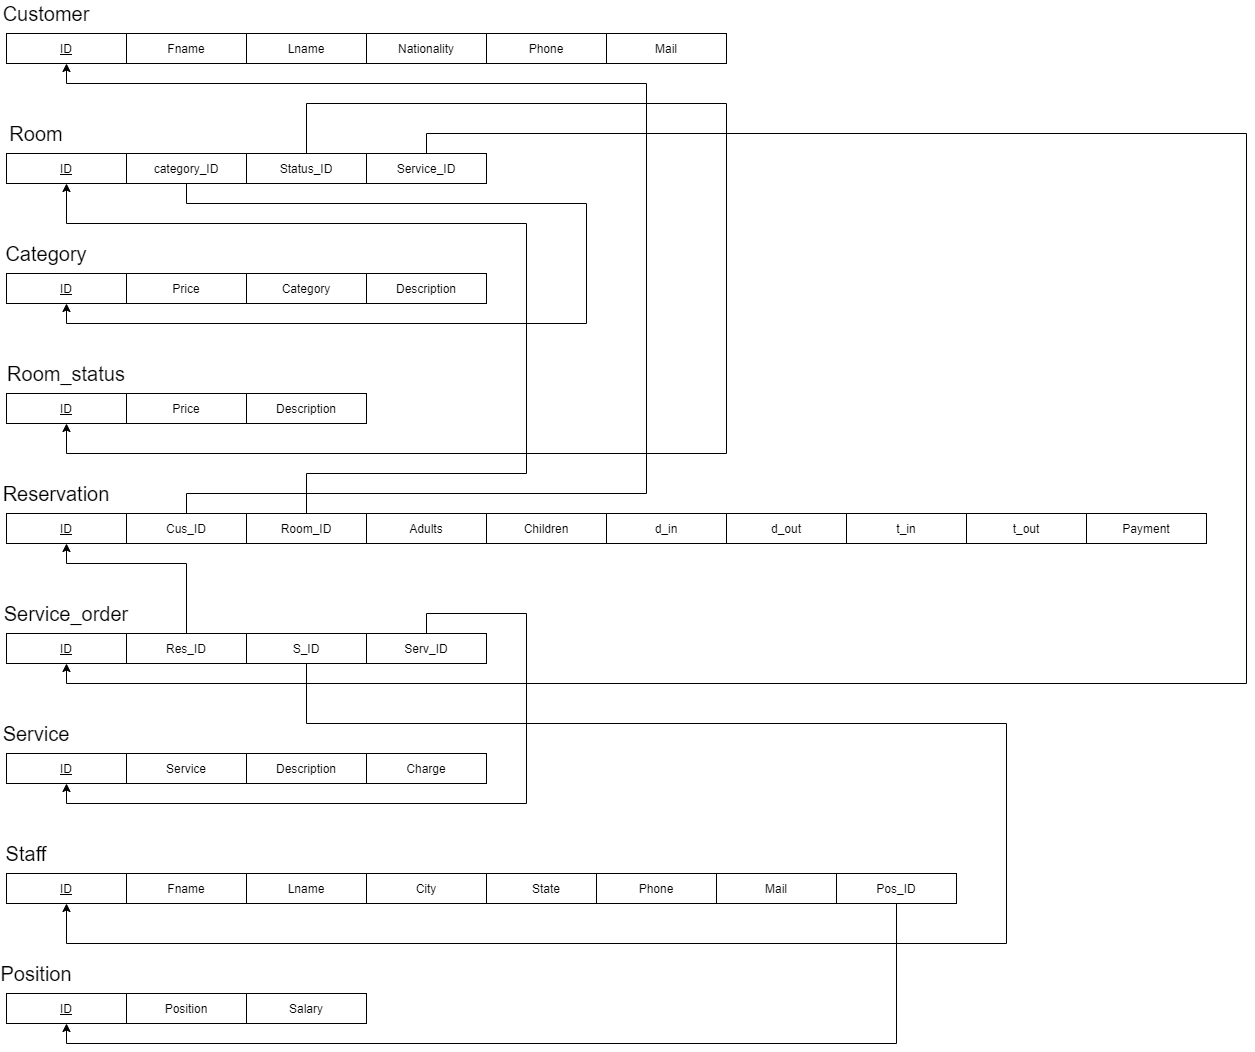 Customer
ID Fname Lname Nationality Phone Mail
Room
ID category_ID Status_ID Service_ID
Category
ID Price Category Description
Room_status
ID Price Description
Reservation
ID Cus_ID Room_ID Adults Children d_in d_out t_in t_out Payment
Service_order
ID Res_ID S_ID Serv_ID
Service
ID Service Description Charge
Staff
ID Fname Lname City State Phone Mail Pos_ID
Position
ID Position Salary